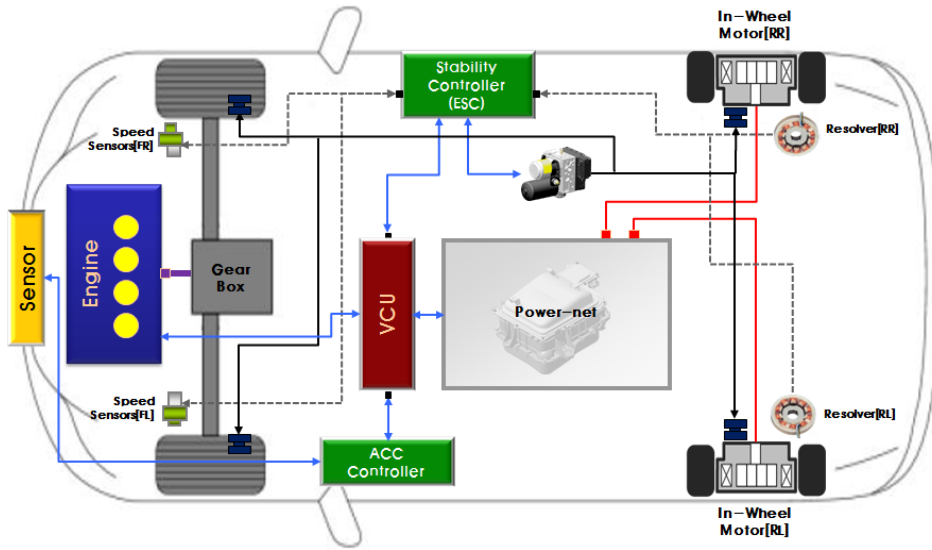 In-Wheel
Motor[RR]
Stability
Controller
(ESC)
Speed
Sensors[FR]
Resolver[RR]
Sensor
Engine
Gear
Box
VCU
Power-net
Speed
Sensors[FL]
Resolver[RL]
ACC
Controller
In-Wheel
Motor[RL]